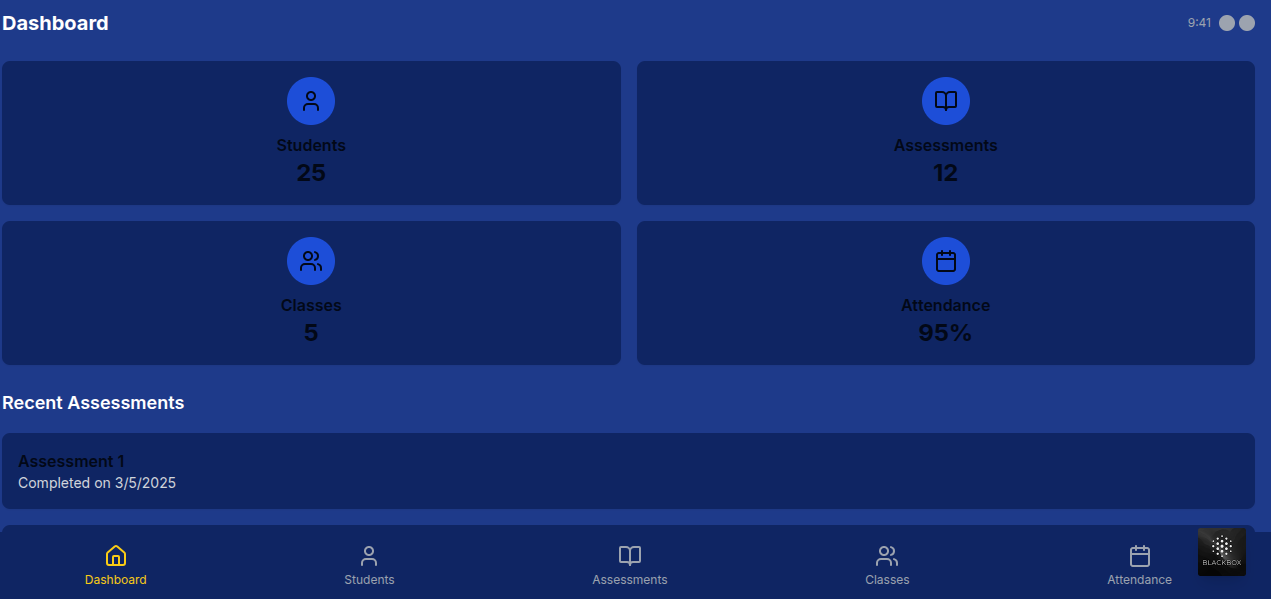 Dashboard
9:41
Students
25
Assessments
12
Classes
5
Attendance
95%
Recent Assessments
Assessment 1
Completed on 3/5/2025
Dashboard
Students
Assessments
Classes
Attendance
BLACKBOX